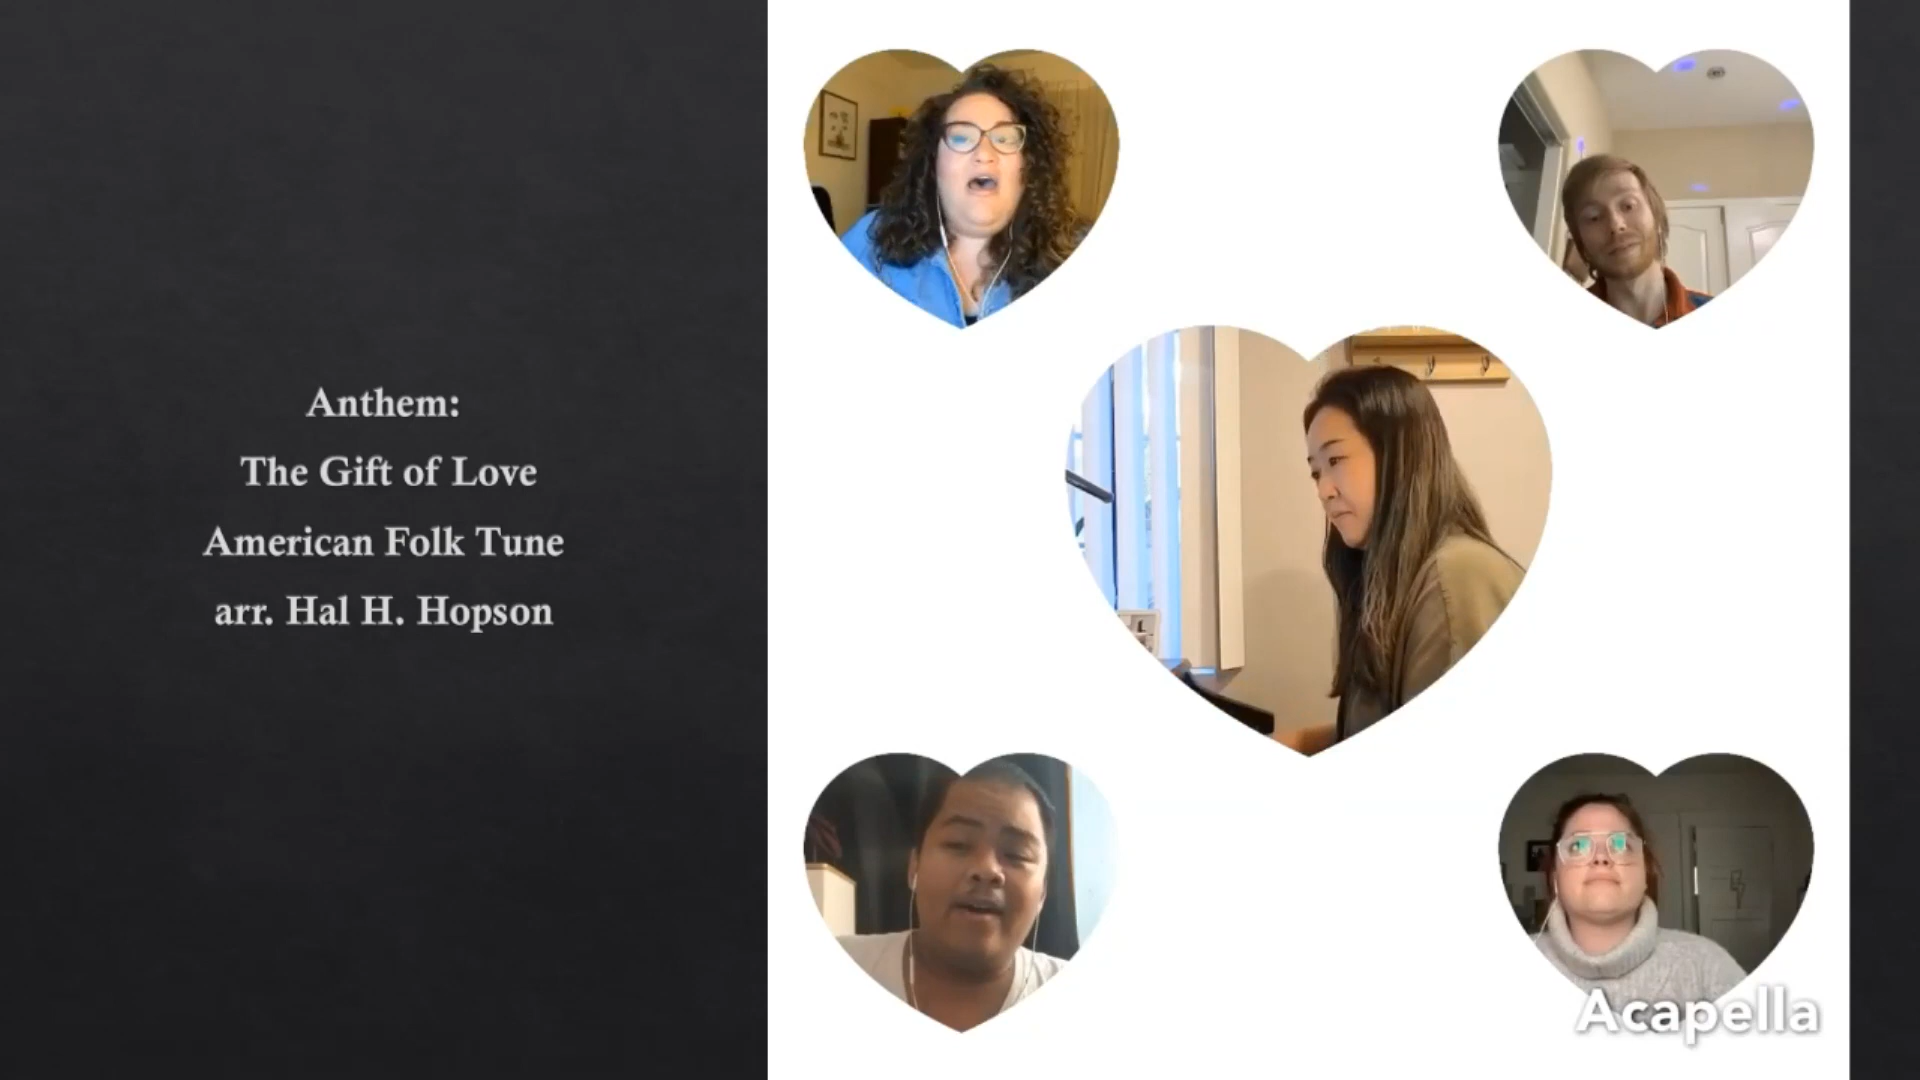 Anthem:
The Gift of Love
American Folk Tune
arr. Hal H. Hopson
Acapella